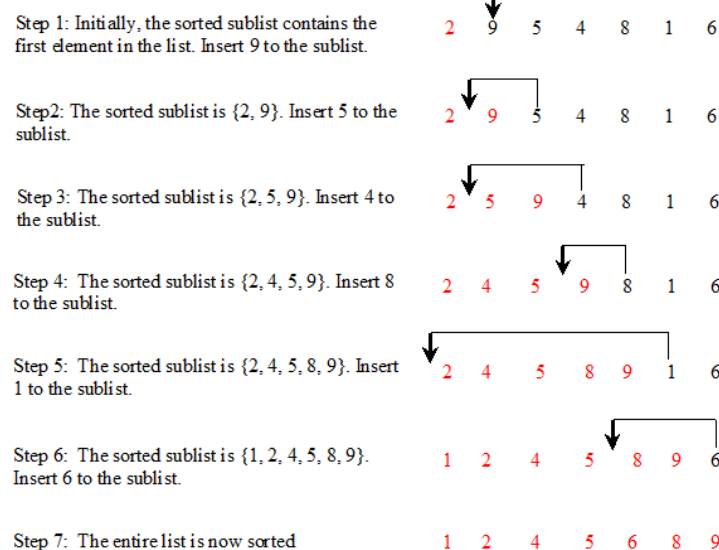 Step 1: Initially, the sorted sublist contains the
first element in the list. Insert 9 to the sublist.
2 9 5 4 8 1 6
Step2: The sorted sublist is {2, 9}. Insert 5 to the
sublist.
2 9 5 4 8 1 6
Step 3: The sorted sublist is {2, 5, 9}. Insert 4 to
the sublist.
2 5 9 4 8 1 6
Step 4: The sorted sublist is {2, 4, 5, 9}. Insert 8
to the sublist.
2 4 5 9 8 1 6
Step 5: The sorted sublist is {2, 4, 5, 8, 9}. Insert
1 to the sublist.
2 4 5 8 9 1 6
Step 6: The sorted sublist is {1, 2, 4, 5, 8, 9}.
Insert 6 to the sublist.
1 2 4 5 8 9 6
Step 7: The entire list is now sorted
1 2 4 5 6 8 9